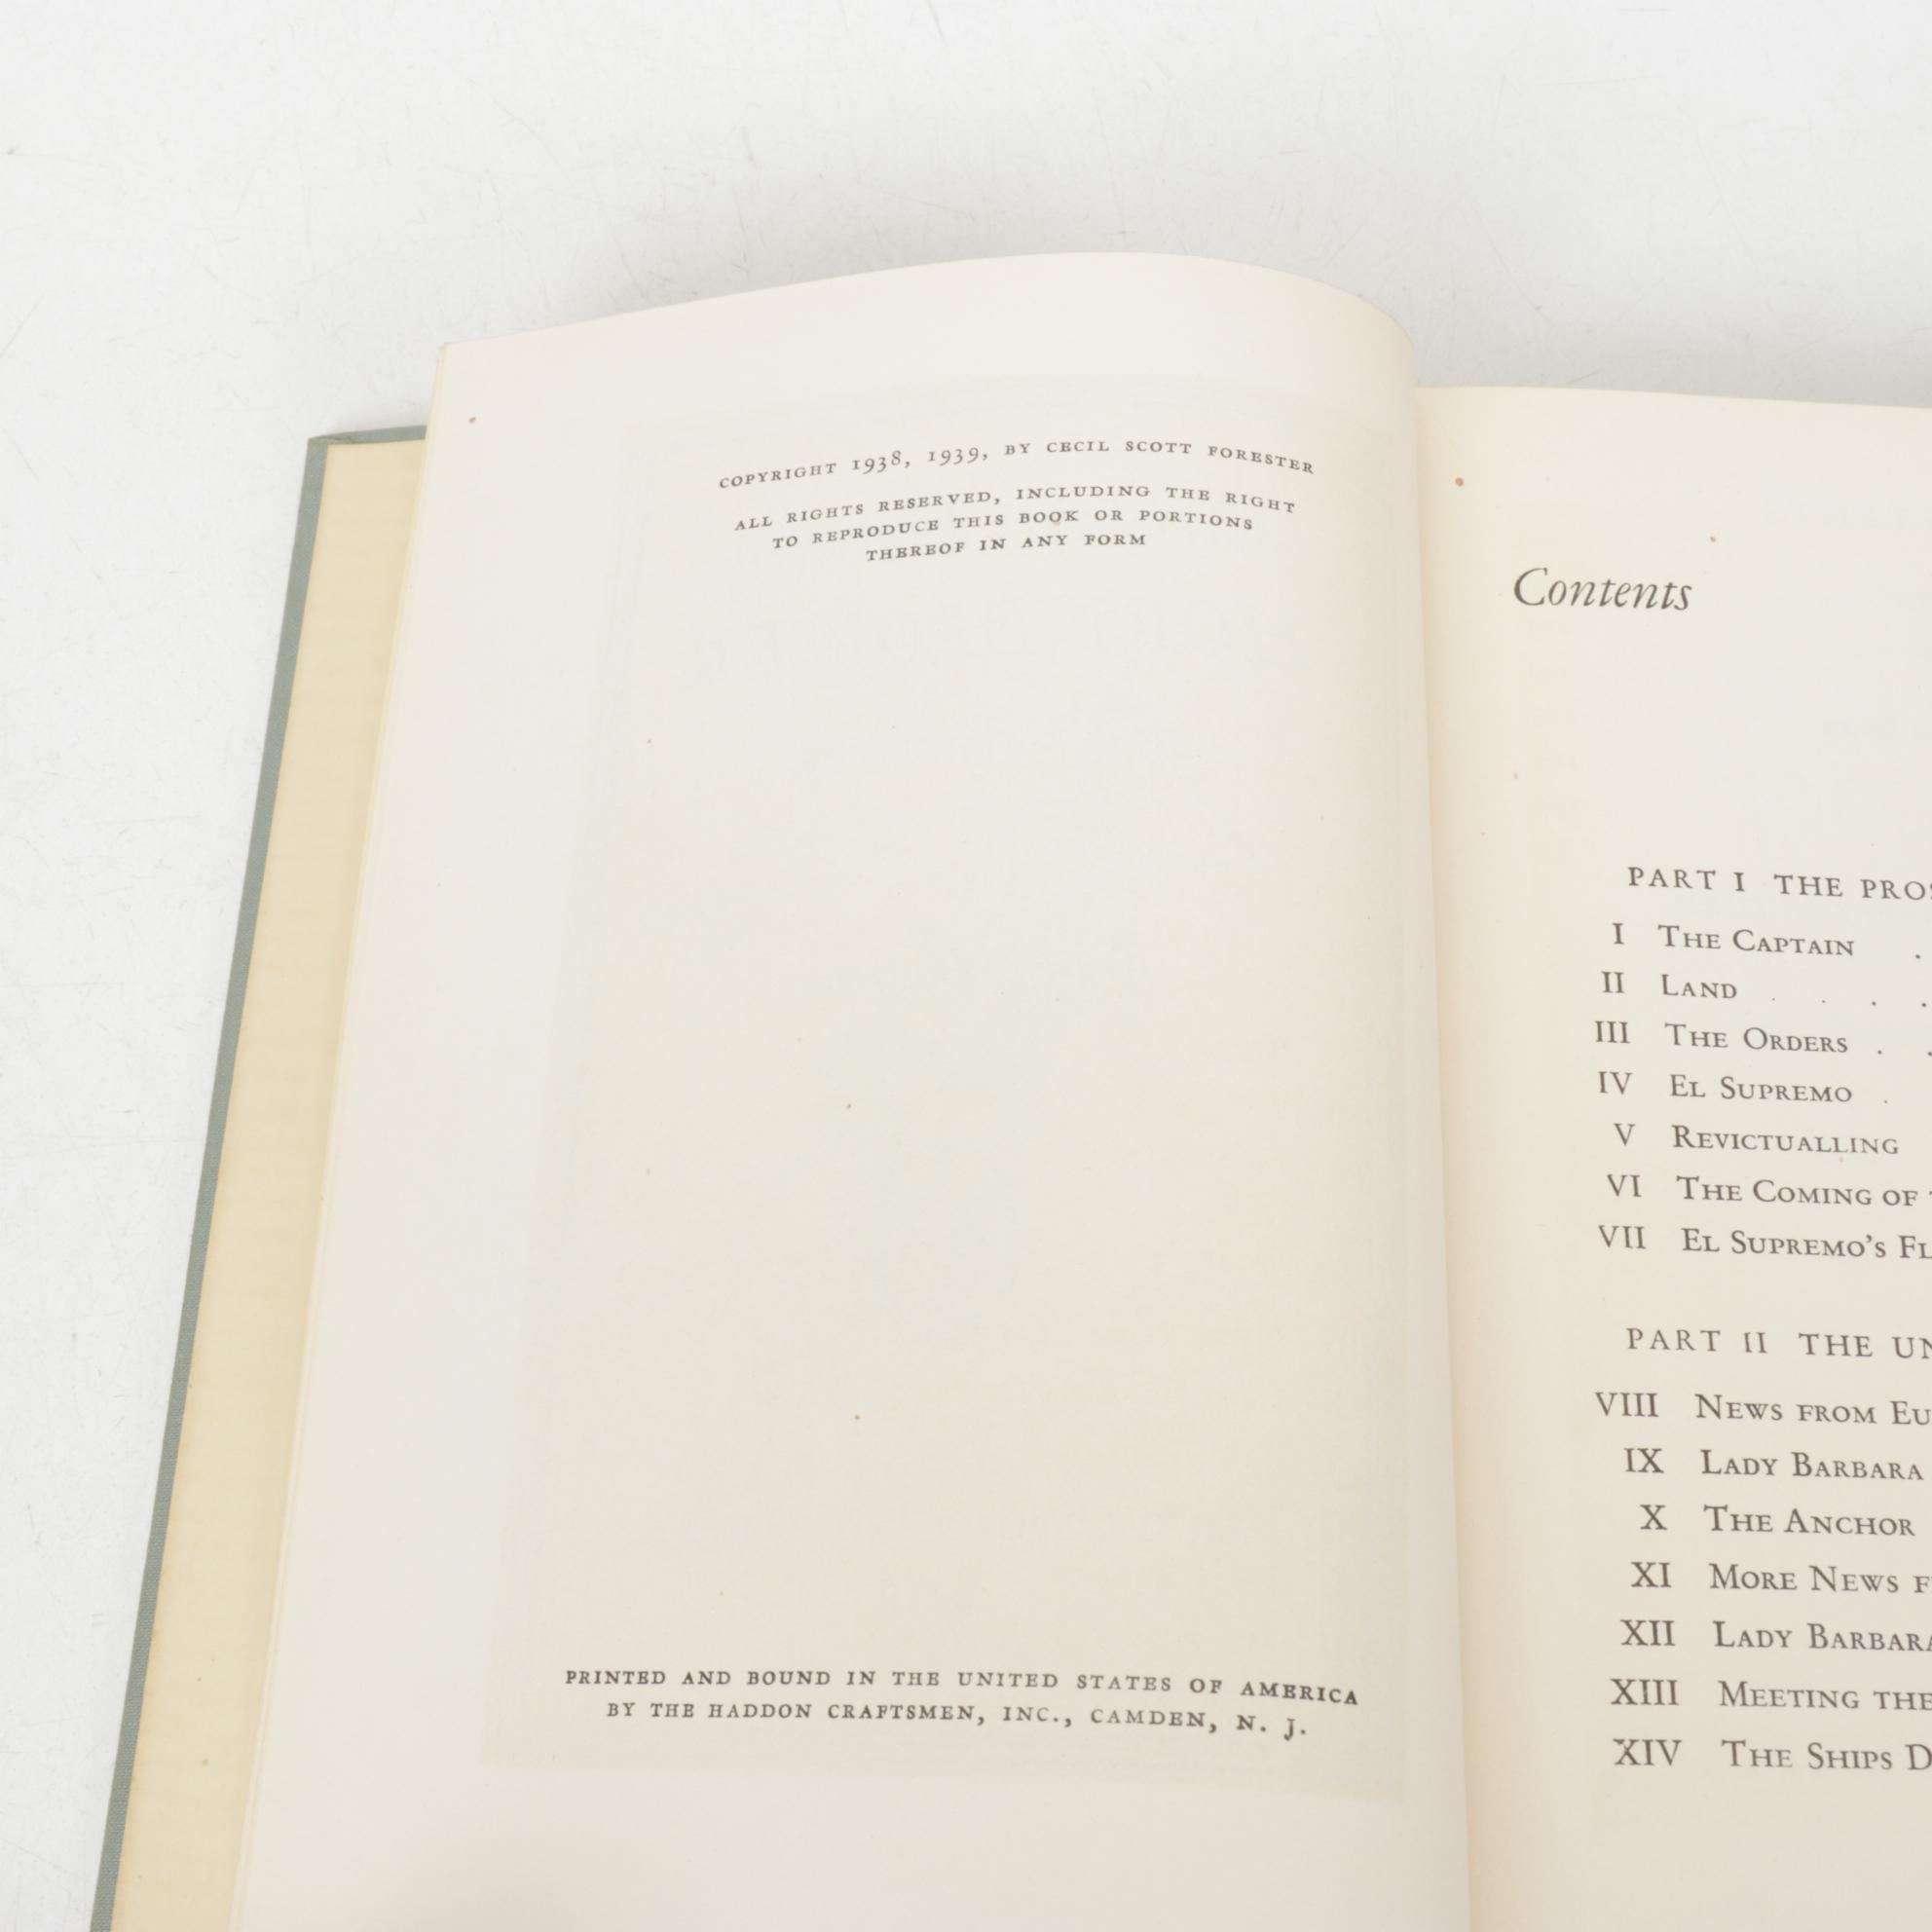 COPYRIGHT 1938, 1939, BY CECIL SCOTT FORESTER
ALL RIGHTS RESERVED, INCLUDING THE RIGHT
TO REPRODUCE THIS BOOK OR PORTIONS
THEREOF IN ANY FORM
PRINTED AND BOUND IN THE UNITED STATES OF AMERICA
BY THE HADDON CRAFTSMEN, INC., CAMDEN, N. J.
Contents
PART I THE
I THE CAPTAIN .
II LAND . . . .
III THE ORDERS . .
IV EL SUPREMO .
V REVICTUALLING
VI THE COMING OF
VII EL SUPREMO'S
PART II THE
VIII NEWS FROM
IX LADY BARBARA
X THE ANCHOR
XI MORE NEWS
XII LADY BARBARA
XIII MEETING THE
XIV THE SHIPS